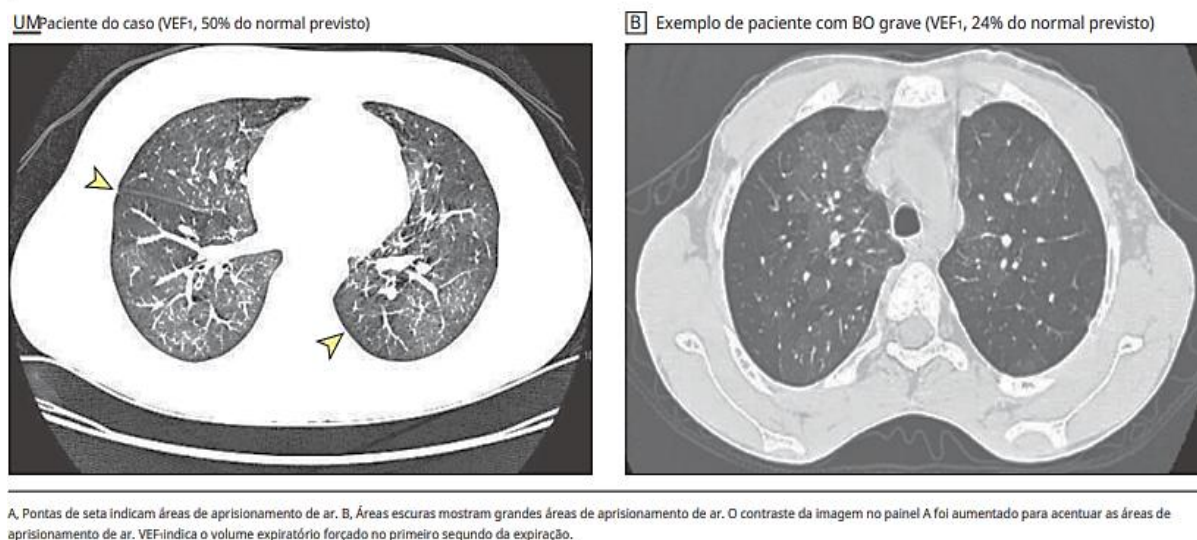 UM Paciente do caso (VEF₁, 50% do normal previsto)
B Exemplo de paciente com BO grave (VEF₁, 24% do normal previsto)
A, Pontas de seta indicam áreas de aprisionamento de ar. B, Áreas escuras mostram grandes áreas de aprisionamento de ar. O contraste da imagem no painel A foi aumentado para acentuar as áreas de
aprisionamento de ar. VEF₁indica o volume expiratório forçado no primeiro segundo da expiração.